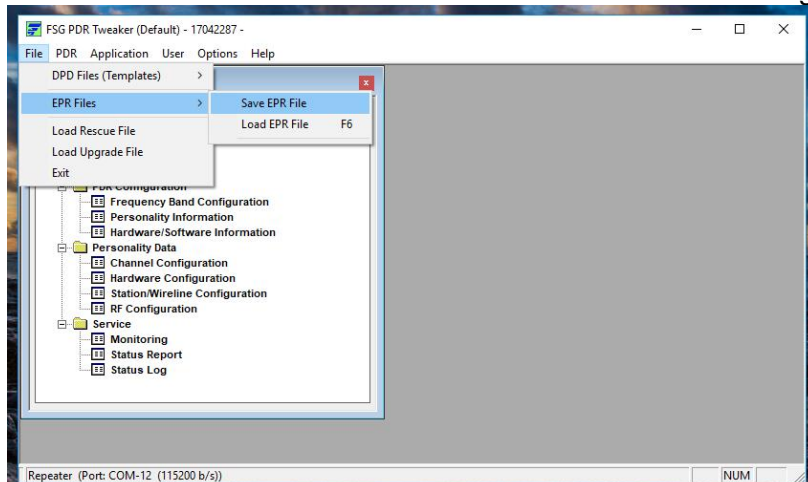 FSG PDR Tweaker (Default) - 17042287 -
File PDR Application User Options Help
DPD Files (Templates)
EPR Files
Save EPR File
Load EPR File F6
Load Rescue File
Load Upgrade File
Exit
PDR Configuration
Frequency Band Configuration
Personality Information
Hardware/Software Information
Personality Data
Channel Configuration
Hardware Configuration
Station/Wireline Configuration
RF Configuration
Service
Monitoring
Status Report
Status Log
Repeater (Port: COM-12 (115200 b/s)) NUM